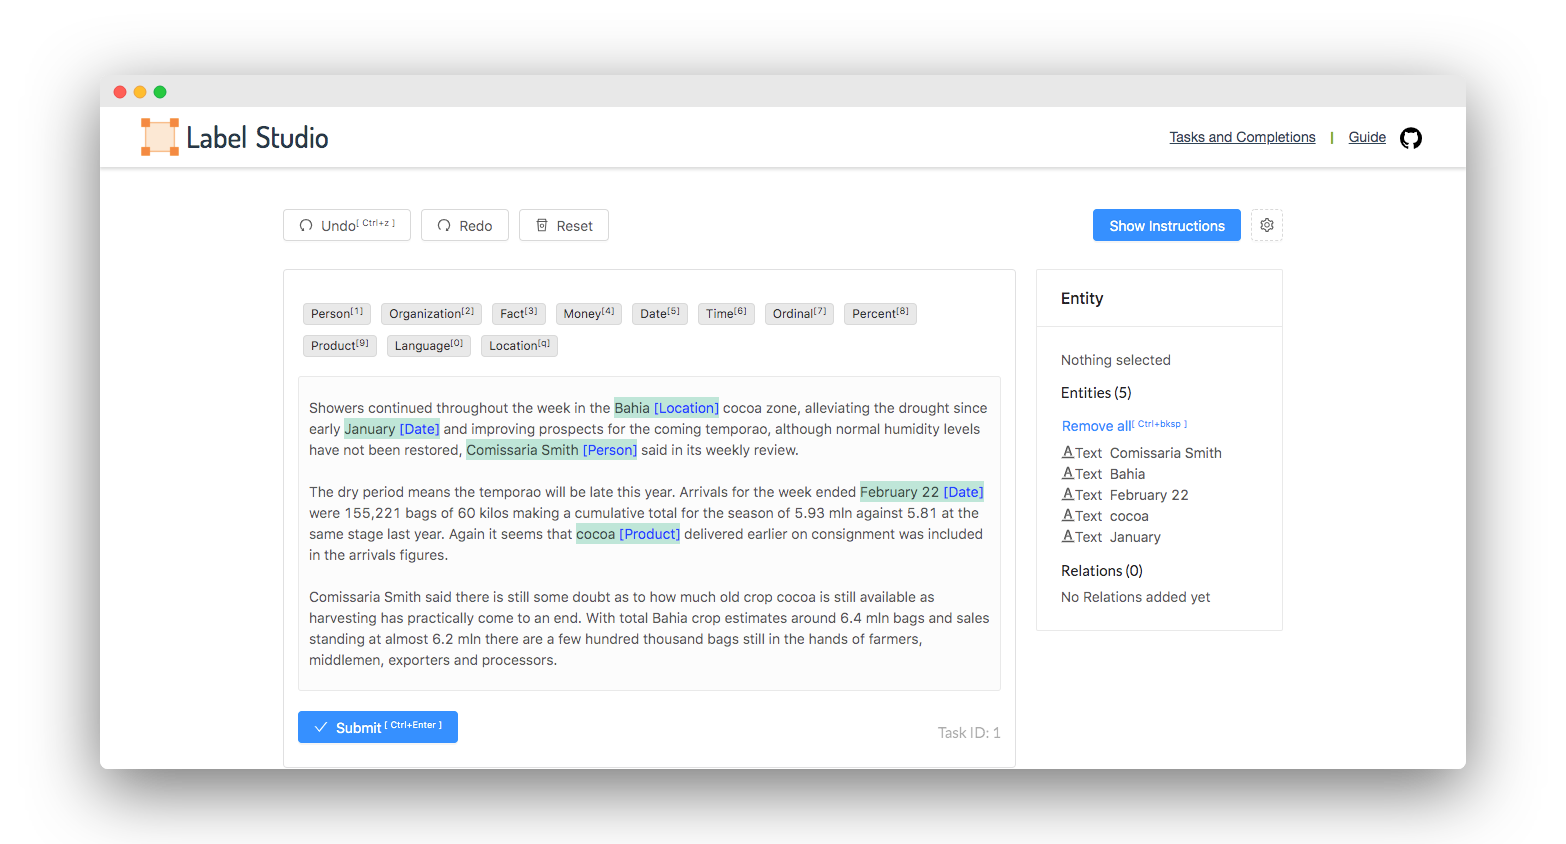 Label Studio
Tasks and Completions | Guide
Undo[ Ctrl+z ] Redo Reset
Show Instructions
Person[1] Organization[2] Fact[3] Money[4] Date[5] Time[6] Ordinal[7] Percent[8]
Product[9] Language[0] Location[q]
Showers continued throughout the week in the Bahia [Location] cocoa zone, alleviating the drought since
early January [Date] and improving prospects for the coming temporao, although normal humidity levels
have not been restored, Comissaria Smith [Person] said in its weekly review.
The dry period means the temporao will be late this year. Arrivals for the week ended February 22 [Date]
were 155,221 bags of 60 kilos making a cumulative total for the season of 5.93 mln against 5.81 at the
same stage last year. Again it seems that cocoa [Product] delivered earlier on consignment was included
in the arrivals figures.
Comissaria Smith said there is still some doubt as to how much old crop cocoa is still available as
harvesting has practically come to an end. With total Bahia crop estimates around 6.4 mln bags and sales
standing at almost 6.2 mln there are a few hundred thousand bags still in the hands of farmers,
middlemen, exporters and processors.
Submit[ Ctrl+Enter ]
Task ID: 1
Entity
Nothing selected
Entities (5)
Remove all[ Ctrl+bksp ]
A Text Comissaria Smith
A Text Bahia
A Text February 22
A Text cocoa
A Text January
Relations (0)
No Relations added yet